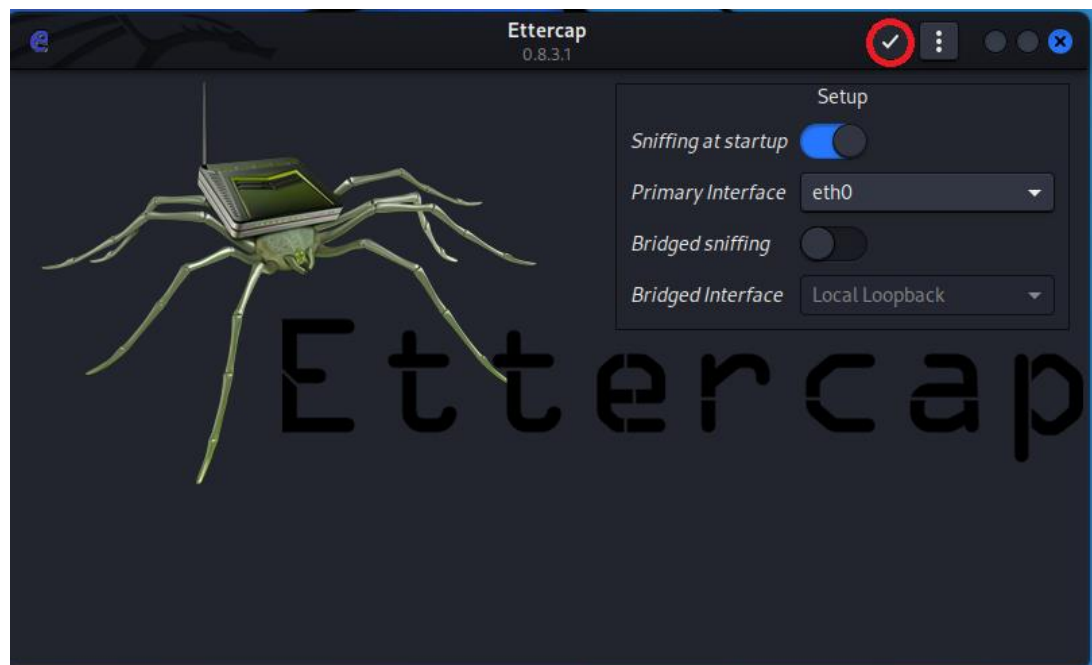 Ettercap
0.8.3.1
Setup
Sniffing at startup
Primary Interface eth0
Bridged sniffing
Bridged Interface Local Loopback
Ettercap